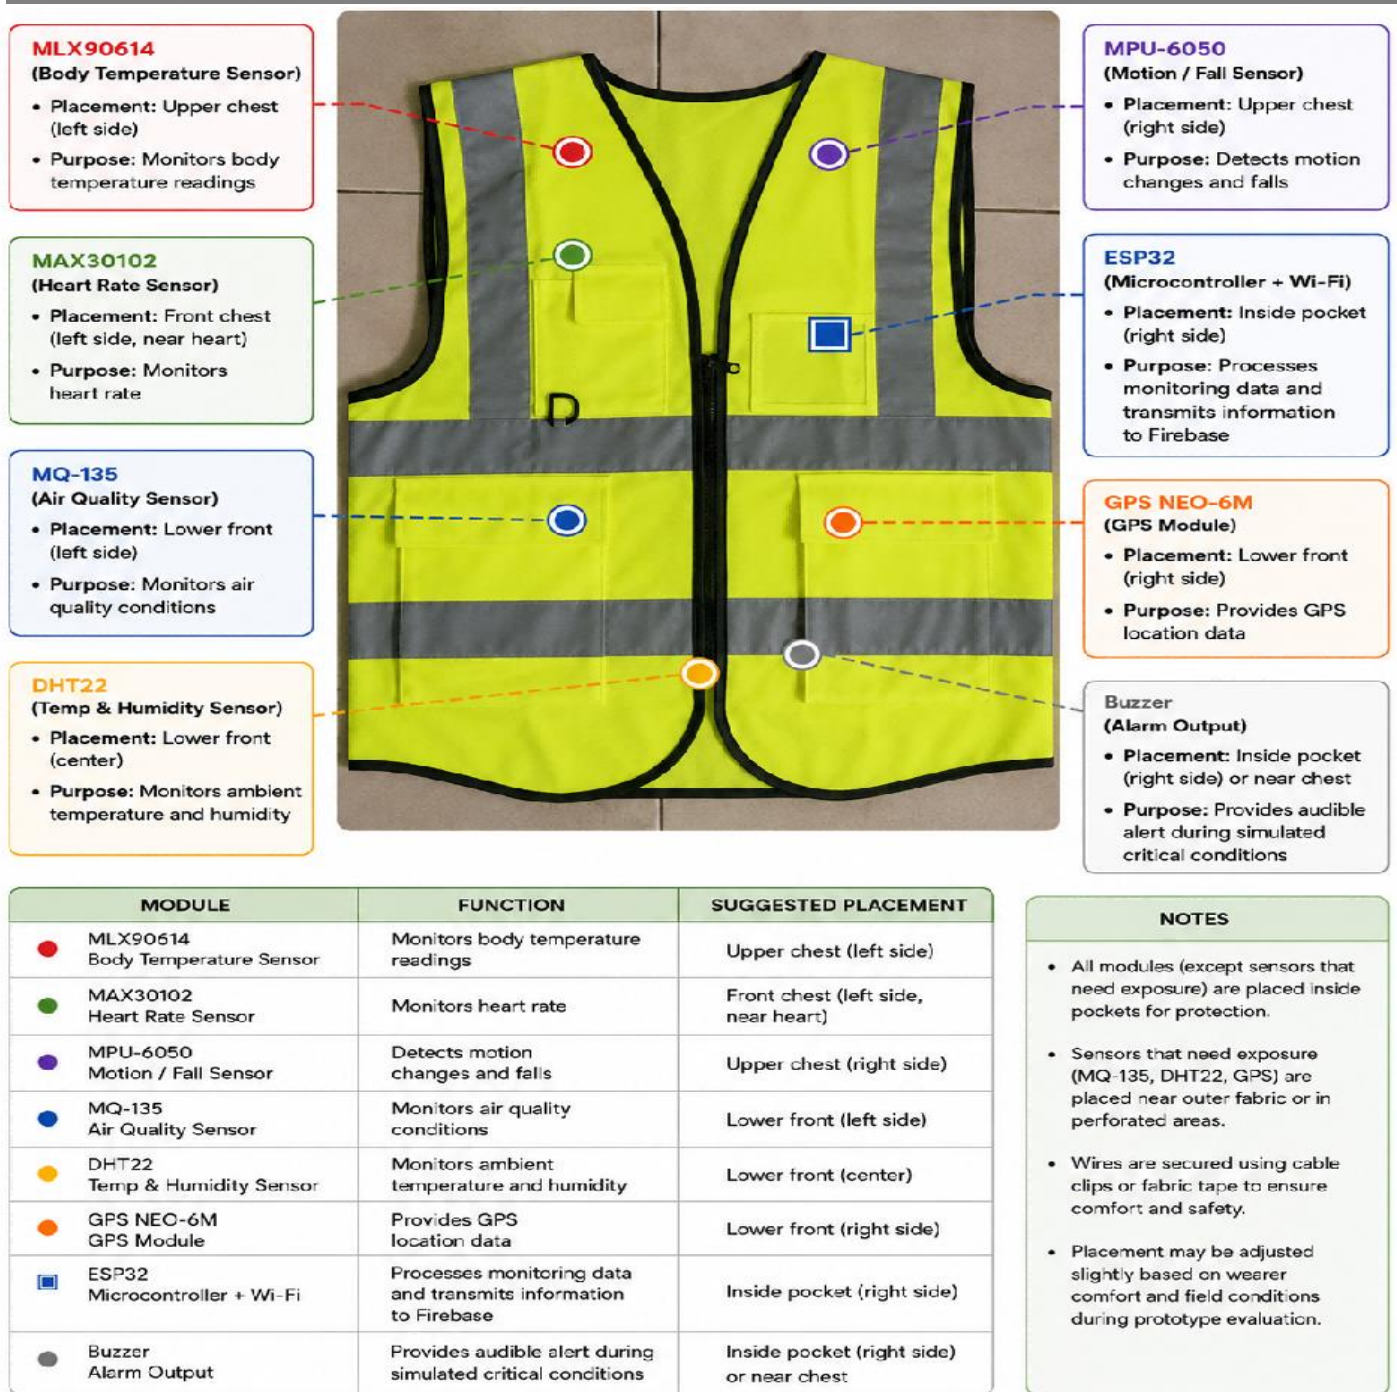 MLX90614
(Body Temperature Sensor)
• Placement: Upper chest
(left side)
• Purpose: Monitors body
temperature readings
MAX30102
(Heart Rate Sensor)
• Placement: Front chest
(left side, near heart)
• Purpose: Monitors
heart rate
MQ-135
(Air Quality Sensor)
• Placement: Lower front
(left side)
• Purpose: Monitors air
quality conditions
DHT22
(Temp & Humidity Sensor)
• Placement: Lower front
(center)
• Purpose: Monitors ambient
temperature and humidity
MPU-6050
(Motion / Fall Sensor)
• Placement: Upper chest
(right side)
• Purpose: Detects motion
changes and falls
ESP32
(Microcontroller + Wi-Fi)
• Placement: Inside pocket
(right side)
• Purpose: Processes
monitoring data and
transmits information
to Firebase
GPS NEO-6M
(GPS Module)
• Placement: Lower front
(right side)
• Purpose: Provides GPS
location data
Buzzer
(Alarm Output)
• Placement: Inside pocket
(right side) or near chest
• Purpose: Provides audible
alert during simulated
critical conditions
MODULE FUNCTION SUGGESTED PLACEMENT
MLX90614
Body Temperature Sensor
Monitors body temperature
readings
Upper chest (left side)
MAX30102
Heart Rate Sensor
Monitors heart rate
Front chest (left side,
near heart)
MPU-6050
Motion / Fall Sensor
Detects motion
changes and falls
Upper chest (right side)
MQ-135
Air Quality Sensor
Monitors air quality
conditions
Lower front (left side)
DHT22
Temp & Humidity Sensor
Monitors ambient
temperature and humidity
Lower front (center)
GPS NEO-6M
GPS Module
Provides GPS
location data
Lower front (right side)
ESP32
Microcontroller + Wi-Fi
Processes monitoring data
and transmits information
to Firebase
Inside pocket (right side)
Buzzer
Alarm Output
Provides audible alert during
simulated critical conditions
Inside pocket (right side)
or near chest
NOTES
• All modules (except sensors that
need exposure) are placed inside
pockets for protection.
• Sensors that need exposure
(MQ-135, DHT22, GPS) are
placed near outer fabric or in
perforated areas.
• Wires are secured using cable
clips or fabric tape to ensure
comfort and safety.
• Placement may be adjusted
slightly based on wearer
comfort and field conditions
during prototype evaluation.